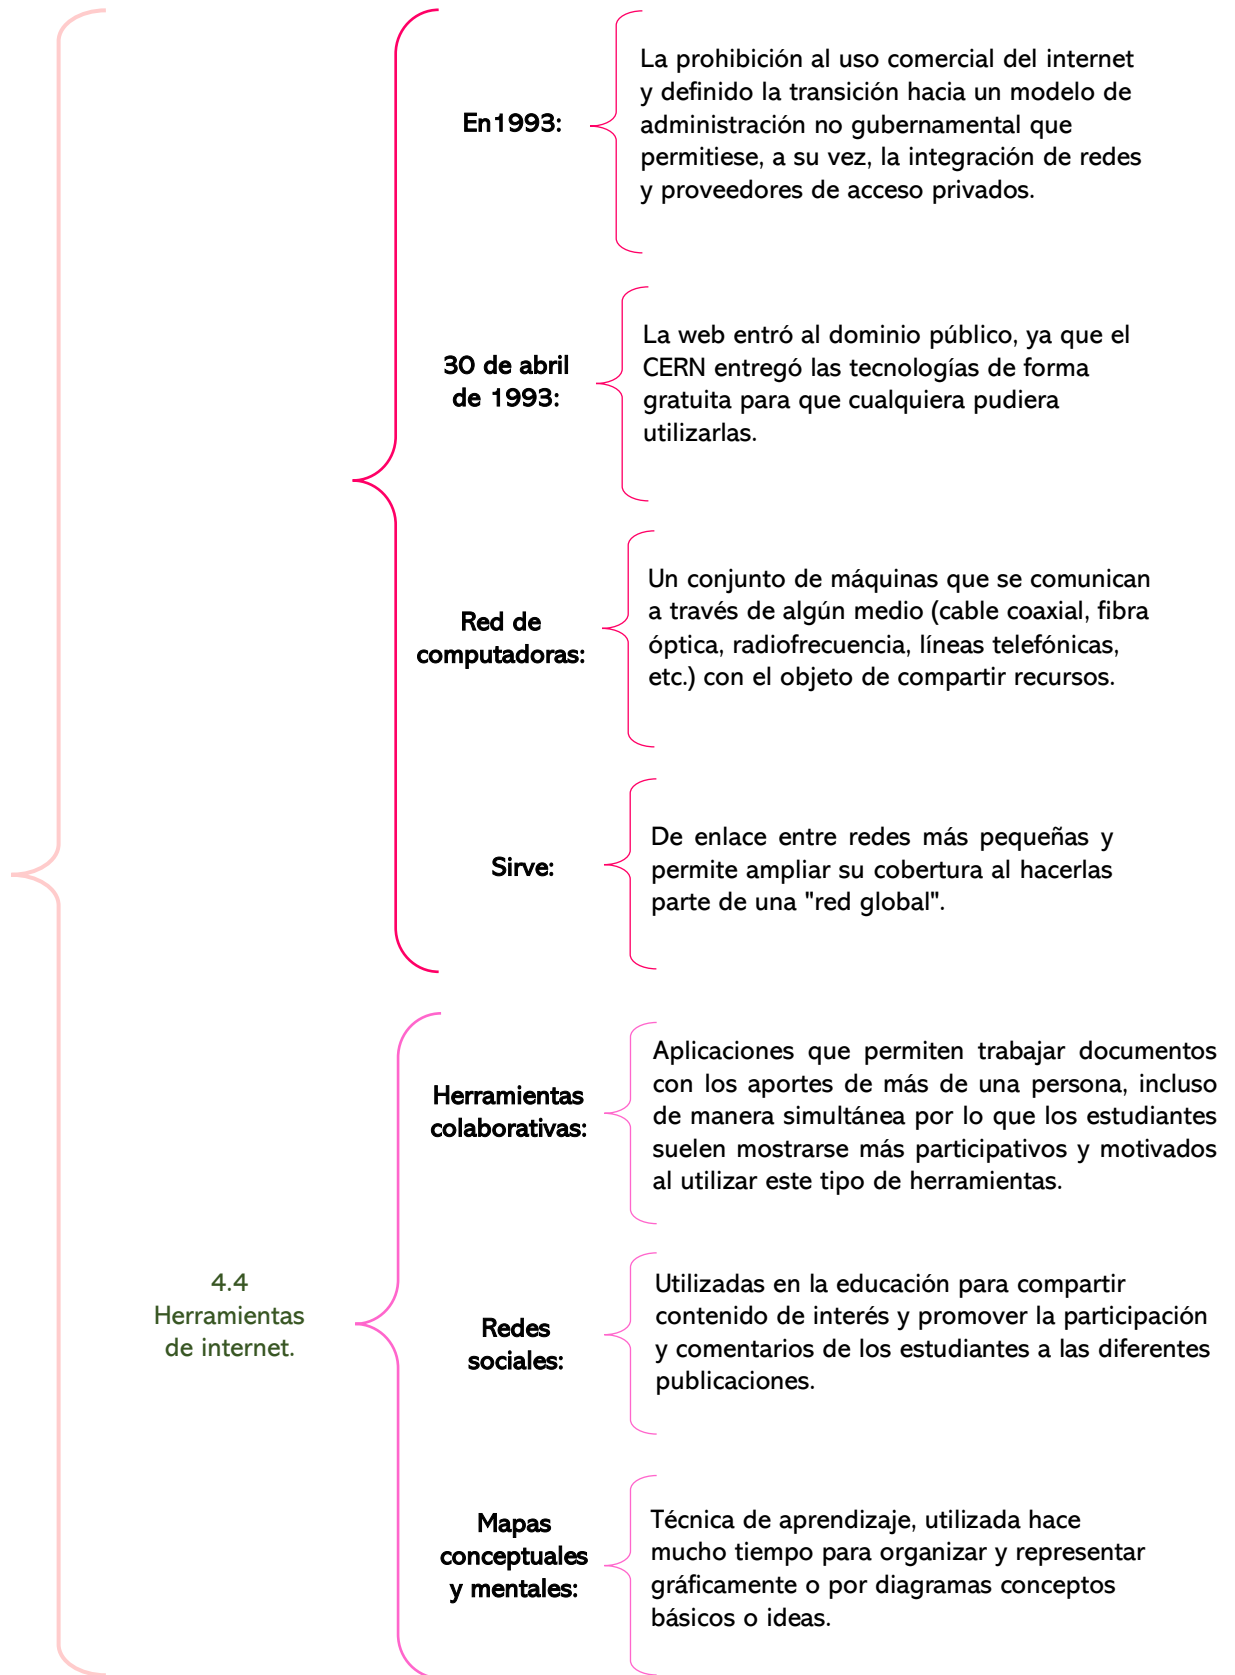 En1993:
La prohibición al uso comercial del internet
y definido la transición hacia un modelo de
administración no gubernamental que
permitiese, a su vez, la integración de redes
y proveedores de acceso privados.
30 de abril
de 1993:
La web entró al dominio público, ya que el
CERN entregó las tecnologías de forma
gratuita para que cualquiera pudiera
utilizarlas.
Red de
computadoras:
Un conjunto de máquinas que se comunican
a través de algún medio (cable coaxial, fibra
óptica, radiofrecuencia, líneas telefónicas,
etc.) con el objeto de compartir recursos.
Sirve:
De enlace entre redes más pequeñas y
permite ampliar su cobertura al hacerlas
parte de una "red global".
4.4
Herramientas
de internet.
Herramientas
colaborativas:
Aplicaciones que permiten trabajar documentos
con los aportes de más de una persona, incluso
de manera simultánea por lo que los estudiantes
suelen mostrarse más participativos y motivados
al utilizar este tipo de herramientas.
Redes
sociales:
Utilizadas en la educación para compartir
contenido de interés y promover la participación
y comentarios de los estudiantes a las diferentes
publicaciones.
Mapas
conceptuales
y mentales:
Técnica de aprendizaje, utilizada hace
mucho tiempo para organizar y representar
gráficamente o por diagramas conceptos
básicos o ideas.